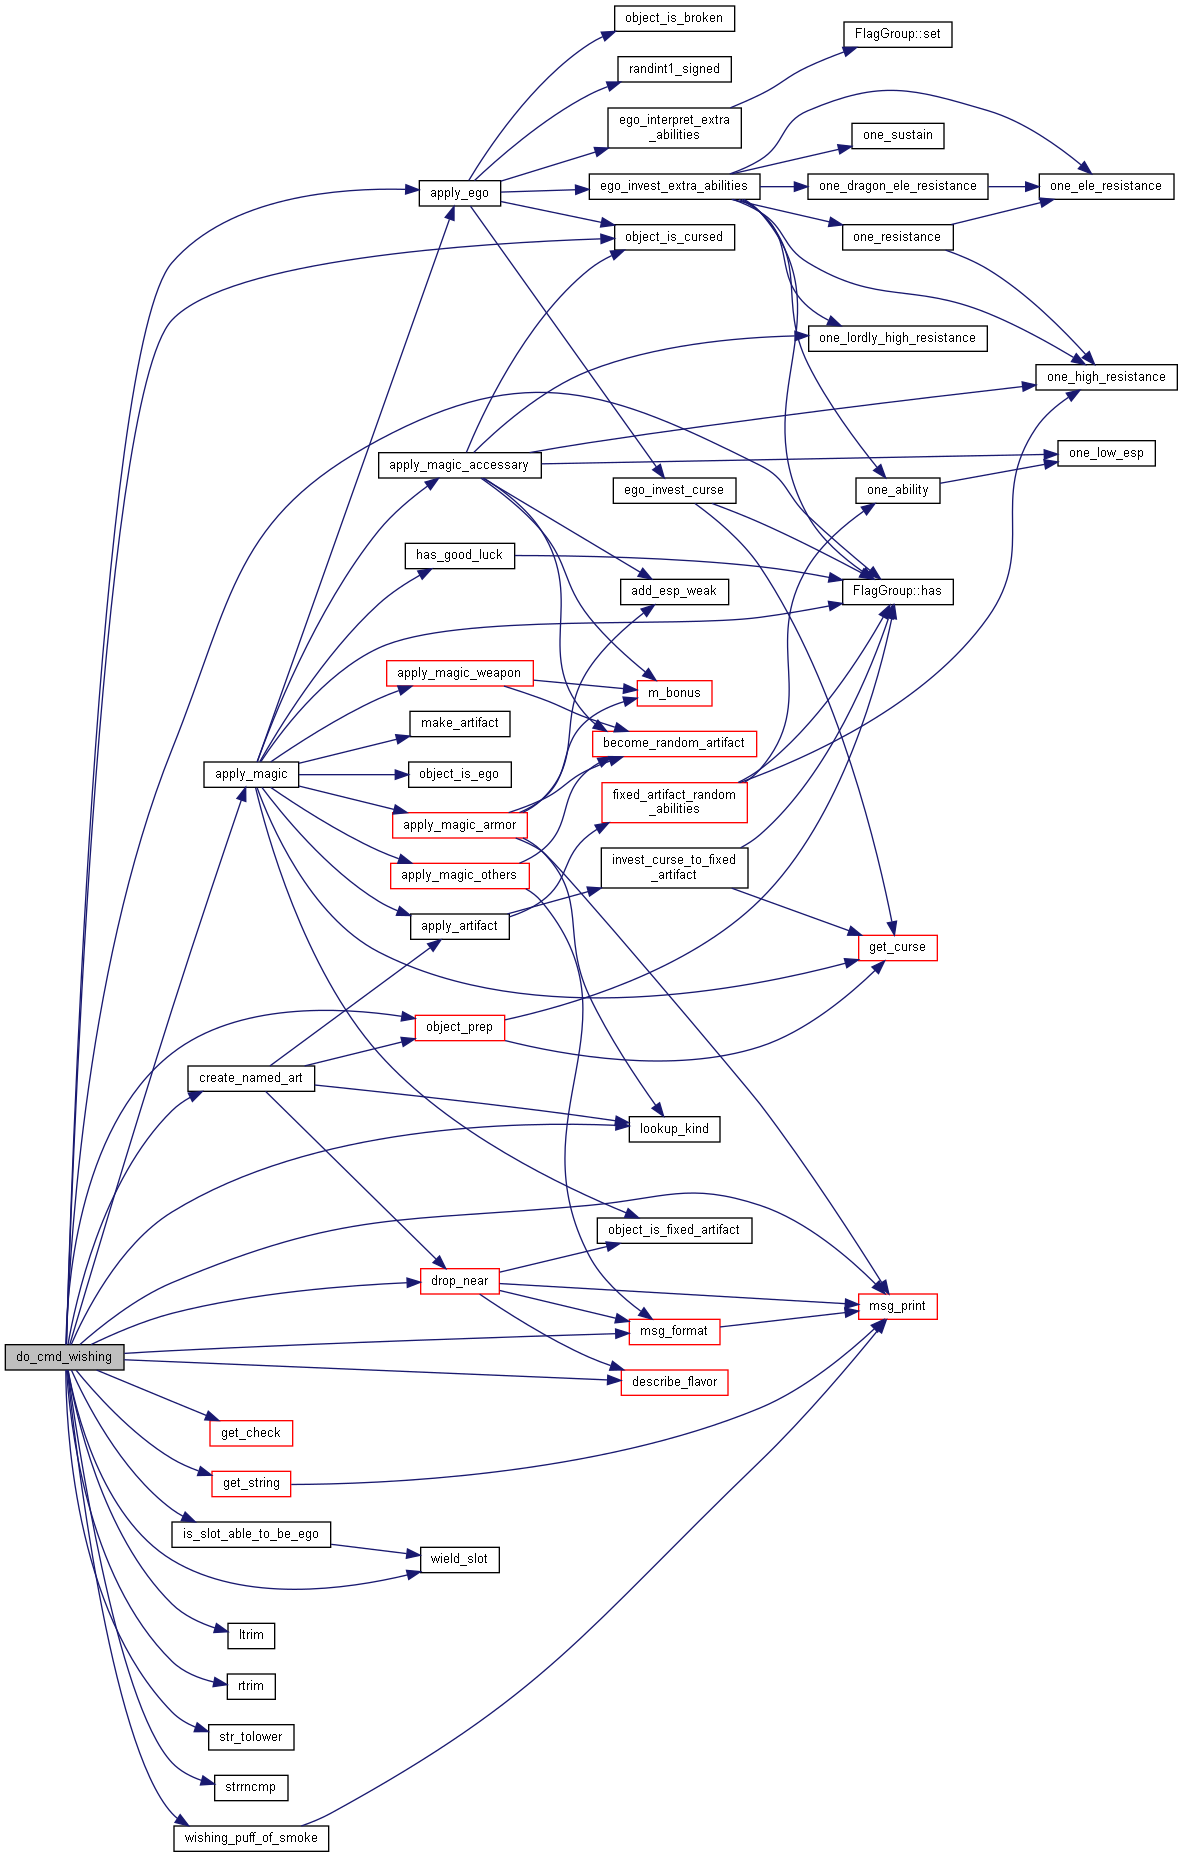 object_is_broken
FlagGroup::set
randint1_signed
ego_interpret_extra
_abilities
one_sustain
apply_ego
ego_invest_extra_abilities
one_dragon_ele_resistance
one_ele_resistance
object_is_cursed
one_resistance
one_lordly_high_resistance
one_high_resistance
apply_magic_accessary
one_low_esp
ego_invest_curse
one_ability
has_good_luck
add_esp_weak
FlagGroup::has
apply_magic_weapon
m_bonus
make_artifact
become_random_artifact
apply_magic
object_is_ego
fixed_artifact_random
_abilities
apply_magic_armor
apply_magic_others
invest_curse_to_fixed
_artifact
apply_artifact
get_curse
object_prep
create_named_art
lookup_kind
object_is_fixed_artifact
drop_near
msg_print
msg_format
do_cmd_wishing
describe_flavor
get_check
get_string
is_slot_able_to_be_ego
wield_slot
ltrim
rtrim
str_tolower
strrncmp
wishing_puff_of_smoke